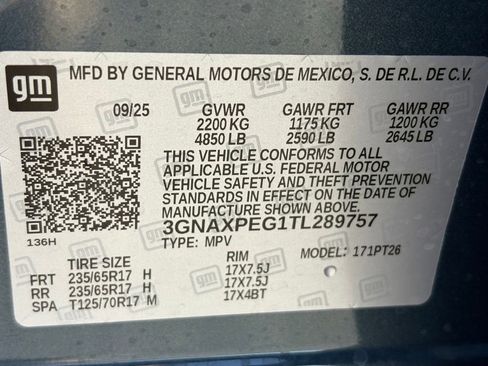 gm
MFD BY GENERAL MOTORS DE MEXICO, S. DE R.L. DE C.V.
09/25 GVWR GAWR FRT GAWR RR
2200 KG 1175 KG 1200 KG
4850 LB 2590 LB 2645 LB
THIS VEHICLE CONFORMS TO ALL
APPLICABLE U.S. FEDERAL MOTOR
VEHICLE SAFETY AND THEFT PREVENTION
STANDARDS IN EFFECT ON THE DATE OF
MANUFACTURE SHOWN ABOVE.
3GNAXPEG1TL289757
136H
TYPE: MPV MODEL: 171PT26
TIRE SIZE RIM
FRT 235/65R17 H 17X7.5J
RR 235/65R17 H 17X7.5J
SPA T125/70R17 M 17X4BT